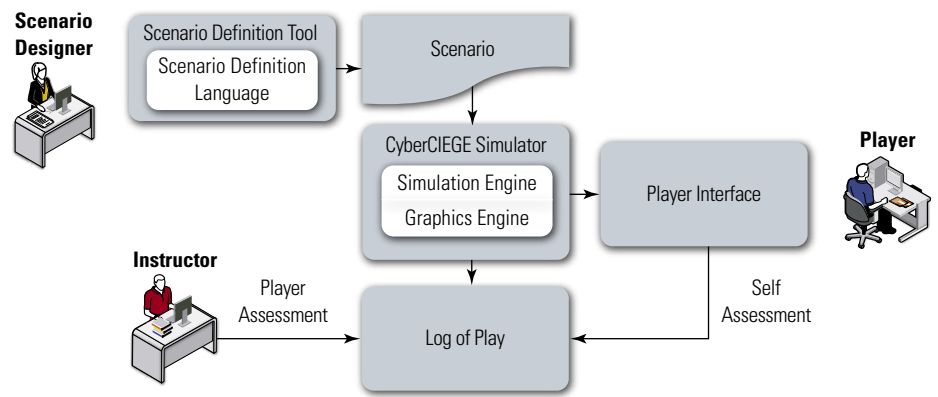 Scenario
Designer
Scenario Definition Tool
Scenario Definition
Language
Scenario
CyberCIEGE Simulator
Simulation Engine
Graphics Engine
Player Interface
Player
Instructor
Player
Assessment
Log of Play
Self
Assessment